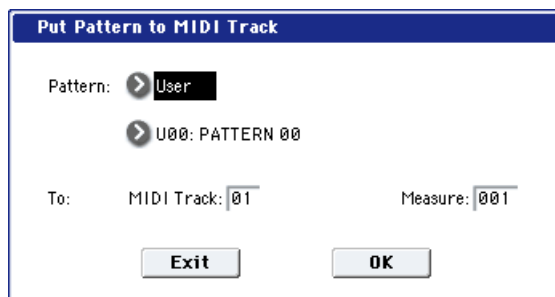 Put Pattern to MIDI Track
Pattern: User
U00: PATTERN 00
To: MIDI Track: 01 Measure: 001
Exit OK